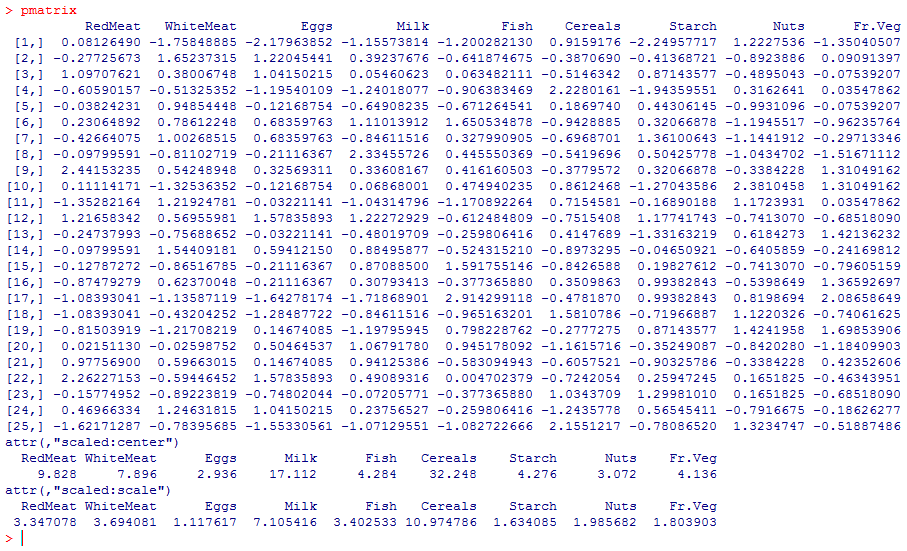 > pmatrix
RedMeat WhiteMeat Eggs Milk Fish Cereals Starch Nuts Fr.Veg
[1,] 0.08126490 -1.75848885 -2.17963852 -1.15573814 -1.200282130 0.9159176 -2.24957717 1.2227536 -1.35040507
[2,] -0.27725673 1.65237315 1.22045441 0.39237676 -0.641874675 -0.3870690 -0.41368721 -0.8923886 0.09091397
[3,] 1.09707621 0.38006748 1.04150215 0.05460623 0.063482111 -0.5146342 0.87143577 -0.4895043 -0.07539207
[4,] -0.60590157 -0.51325352 -1.19540109 -1.24018077 -0.906383469 2.2280161 -1.94359551 0.3162641 0.03547862
[5,] -0.03824231 0.94854448 -0.12168754 -0.64908235 -0.671264541 0.1869740 0.44306145 -0.9931096 -0.07539207
[6,] 0.23064892 0.78612248 0.68359763 1.11013912 1.650534878 -0.9428885 0.32066878 -1.1945517 -0.96235764
[7,] -0.42664075 1.00268515 0.68359763 -0.84611516 0.327990905 -0.6968701 1.36100643 -1.1441912 -0.29713346
[8,] -0.09799591 -0.81102719 -0.21116367 2.33455726 0.445550369 -0.5419696 0.50425778 -1.0434702 -1.51671112
[9,] 2.44153235 0.54248948 0.32569311 0.33608167 0.416160503 -0.3779572 0.32066878 -0.3384228 1.31049162
[10,] 0.11114171 -1.32536352 -0.12168754 0.06868001 0.474940235 0.8612468 -1.27043586 2.3810458 1.31049162
[11,] -1.35282164 1.21924781 -0.03221141 -1.04314796 -1.170892264 0.7154581 -0.16890188 1.1723931 0.03547862
[12,] 1.21658342 0.56955981 1.57835893 1.22272929 -0.612484809 -0.7515408 1.17741743 -0.7413070 -0.68518090
[13,] -0.24737993 -0.75688652 -0.03221141 -0.48019709 -0.259806416 0.4147689 -1.33163219 0.6184273 1.42136232
[14,] -0.09799591 1.54409181 0.59412150 0.88495877 -0.524315210 -0.8973295 -0.04650921 -0.6405859 -0.24169812
[15,] -0.12787272 -0.86516785 -0.21116367 0.87088500 1.591755146 -0.8426588 0.19827612 -0.7413070 -0.79605159
[16,] -0.87479279 0.62370048 -0.21116367 0.30793413 -0.377365880 0.3509863 0.99382843 -0.5398649 1.36592697
[17,] -1.08393041 -1.13587119 -1.64278174 -1.71868901 2.914299118 -0.4781870 0.99382843 0.8198694 2.08658649
[18,] -1.08393041 -0.43204252 -1.28487722 -0.84611516 -0.965163201 1.5810786 -0.71966887 1.1220326 -0.74061625
[19,] -0.81503919 -1.21708219 0.14674085 -1.19795945 0.798228762 -0.2777275 0.87143577 1.4241958 1.69853906
[20,] 0.02151130 -0.02598752 0.50464537 1.06791780 0.945178092 -1.1615716 -0.35249087 -0.8420280 -1.18409903
[21,] 0.97756900 0.59663015 0.14674085 0.94125386 -0.583094943 -0.6057521 -0.90325786 -0.3384228 0.42352606
[22,] 2.26227153 -0.59446452 1.57835893 0.49089316 0.004702379 -0.7242054 0.25947245 0.1651825 -0.46343951
[23,] -0.15774952 -0.89223819 -0.74802044 -0.07205771 -0.377365880 1.0343709 1.29981010 0.1651825 -0.68518090
[24,] 0.46966334 1.24631815 1.04150215 0.23756527 -0.259806416 -1.2435778 0.56545411 -0.7916675 -0.18626277
[25,] -1.62171287 -0.78395685 -1.55330561 -1.07129551 -1.082722666 2.1551217 -0.78086520 1.3234747 -0.51887486
attr(,"scaled:center")
RedMeat WhiteMeat Eggs Milk Fish Cereals Starch Nuts Fr.Veg
9.828 7.896 2.936 17.112 4.284 32.248 4.276 3.072 4.136
attr(,"scaled:scale")
RedMeat WhiteMeat Eggs Milk Fish Cereals Starch Nuts Fr.Veg
3.347078 3.694081 1.117617 7.105416 3.402533 10.974786 1.634085 1.985682 1.803903
>